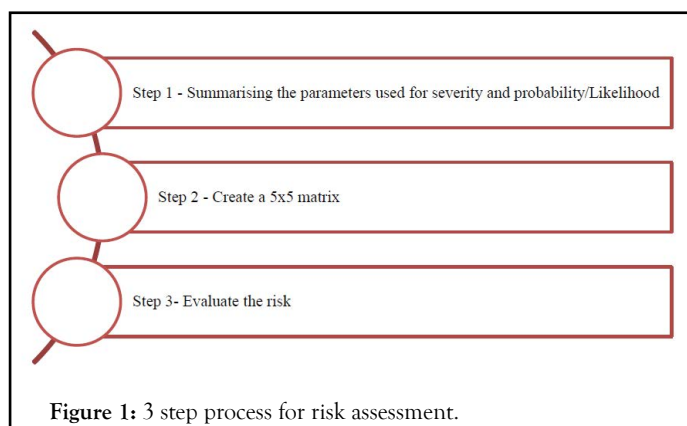 Step 1 - Summarising the parameters used for severity and probability/Likelihood
Step 2 - Create a 5x5 matrix
Step 3- Evaluate the risk
Figure 1: 3 step process for risk assessment.